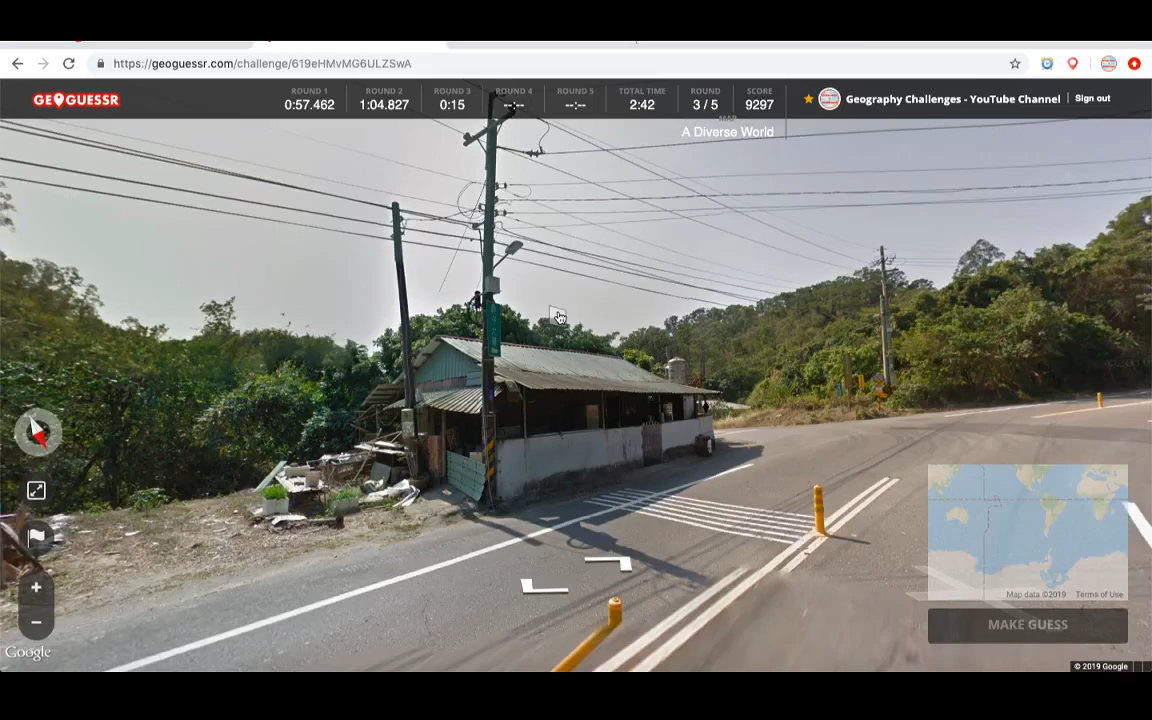 https://geoguessr.com/challenge/619eHMvMG6ULZSwA
GEOGUESSR
ROUND 1
0:57.462
ROUND 2
1:04.827
ROUND 3
0:15
ROUND 4
--:--
ROUND 5
--:--
TOTAL TIME
2:42
ROUND
3 / 5
SCORE
9297
Geography Challenges - YouTube Channel
Sign out
MAP
A Diverse World
Map data ©2019
Terms of Use
MAKE GUESS
Google
© 2019 Google